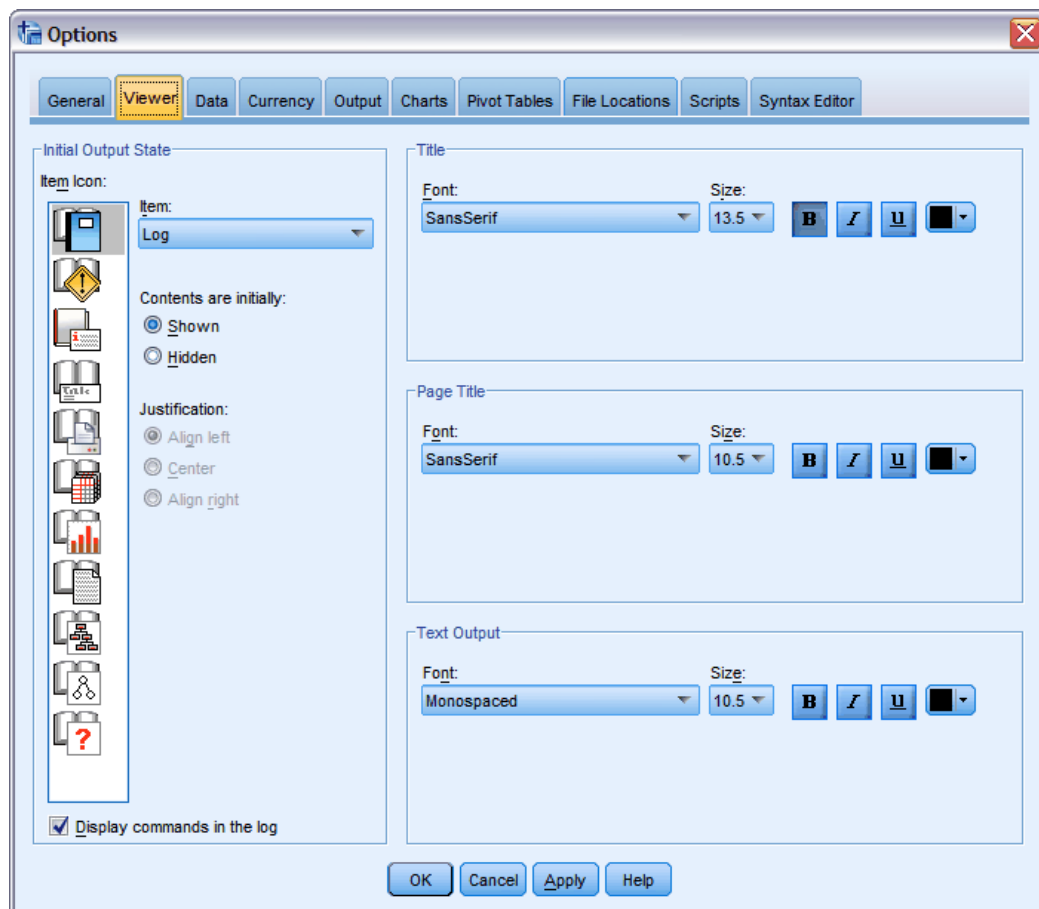 Options
General Viewer Data Currency Output Charts Pivot Tables File Locations Scripts Syntax Editor
Initial Output State
Item Icon:
Item:
Log
Contents are initially:
Shown
Hidden
Justification:
Align left
Center
Align right
Title
Display commands in the log
Title
Font: Size:
SansSerif 13.5 B I U
Page Title
Font: Size:
SansSerif 10.5 B I U
Text Output
Font: Size:
Monospaced 10.5 B I U
OK Cancel Apply Help